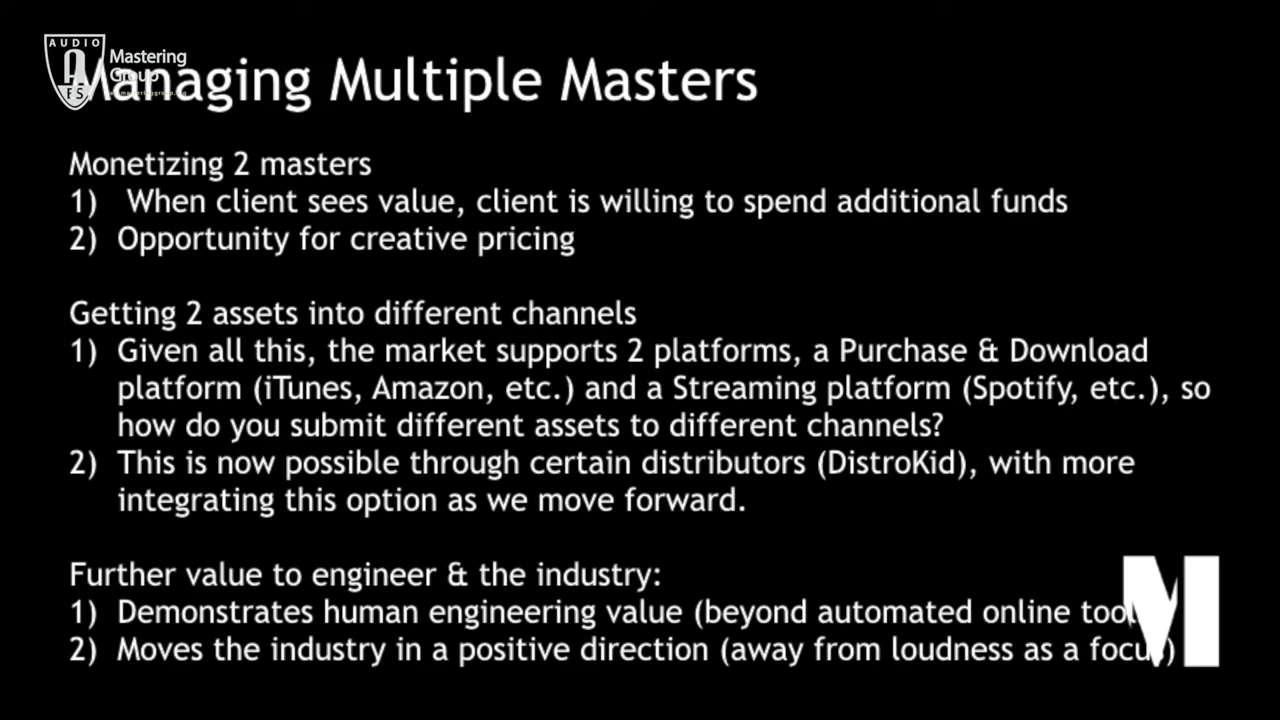 AUDIO
AFS
Mastering
Group
Managing Multiple Masters
Monetizing 2 masters
1) When client sees value, client is willing to spend additional funds
2) Opportunity for creative pricing
Getting 2 assets into different channels
1) Given all this, the market supports 2 platforms, a Purchase & Download
platform (iTunes, Amazon, etc.) and a Streaming platform (Spotify, etc.), so
how do you submit different assets to different channels?
2) This is now possible through certain distributors (DistroKid), with more
integrating this option as we move forward.
Further value to engineer & the industry:
1) Demonstrates human engineering value (beyond automated online
2) Moves the industry in a positive direction (away from loudness as a focus)
M